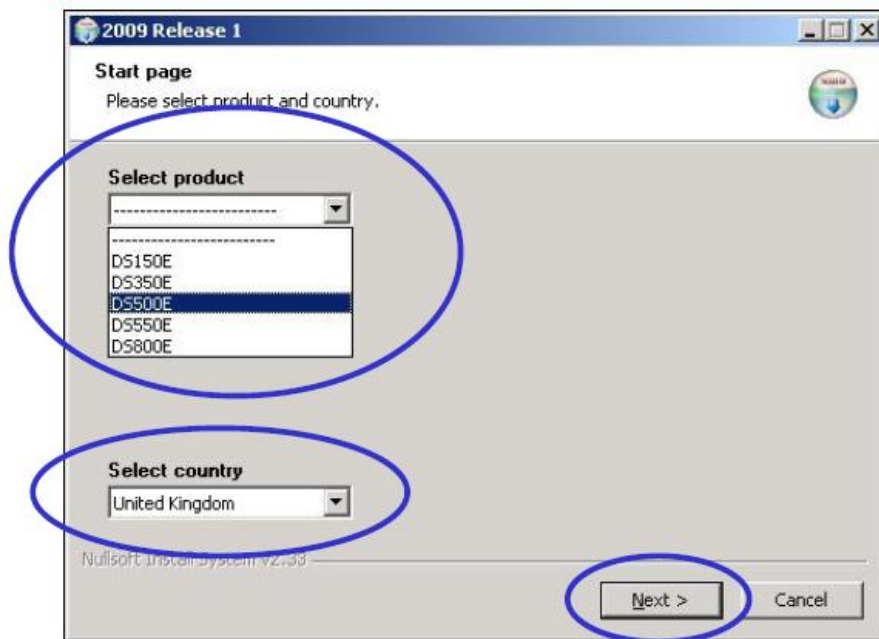 2009 Release 1
Start page
Please select product and country.
Select product
-------------------------
-------------------------
DS150E
DS350E
DS500E
DS550E
DS800E
Select country
United Kingdom
Nullsoft Install System v2.33
Next >
Cancel